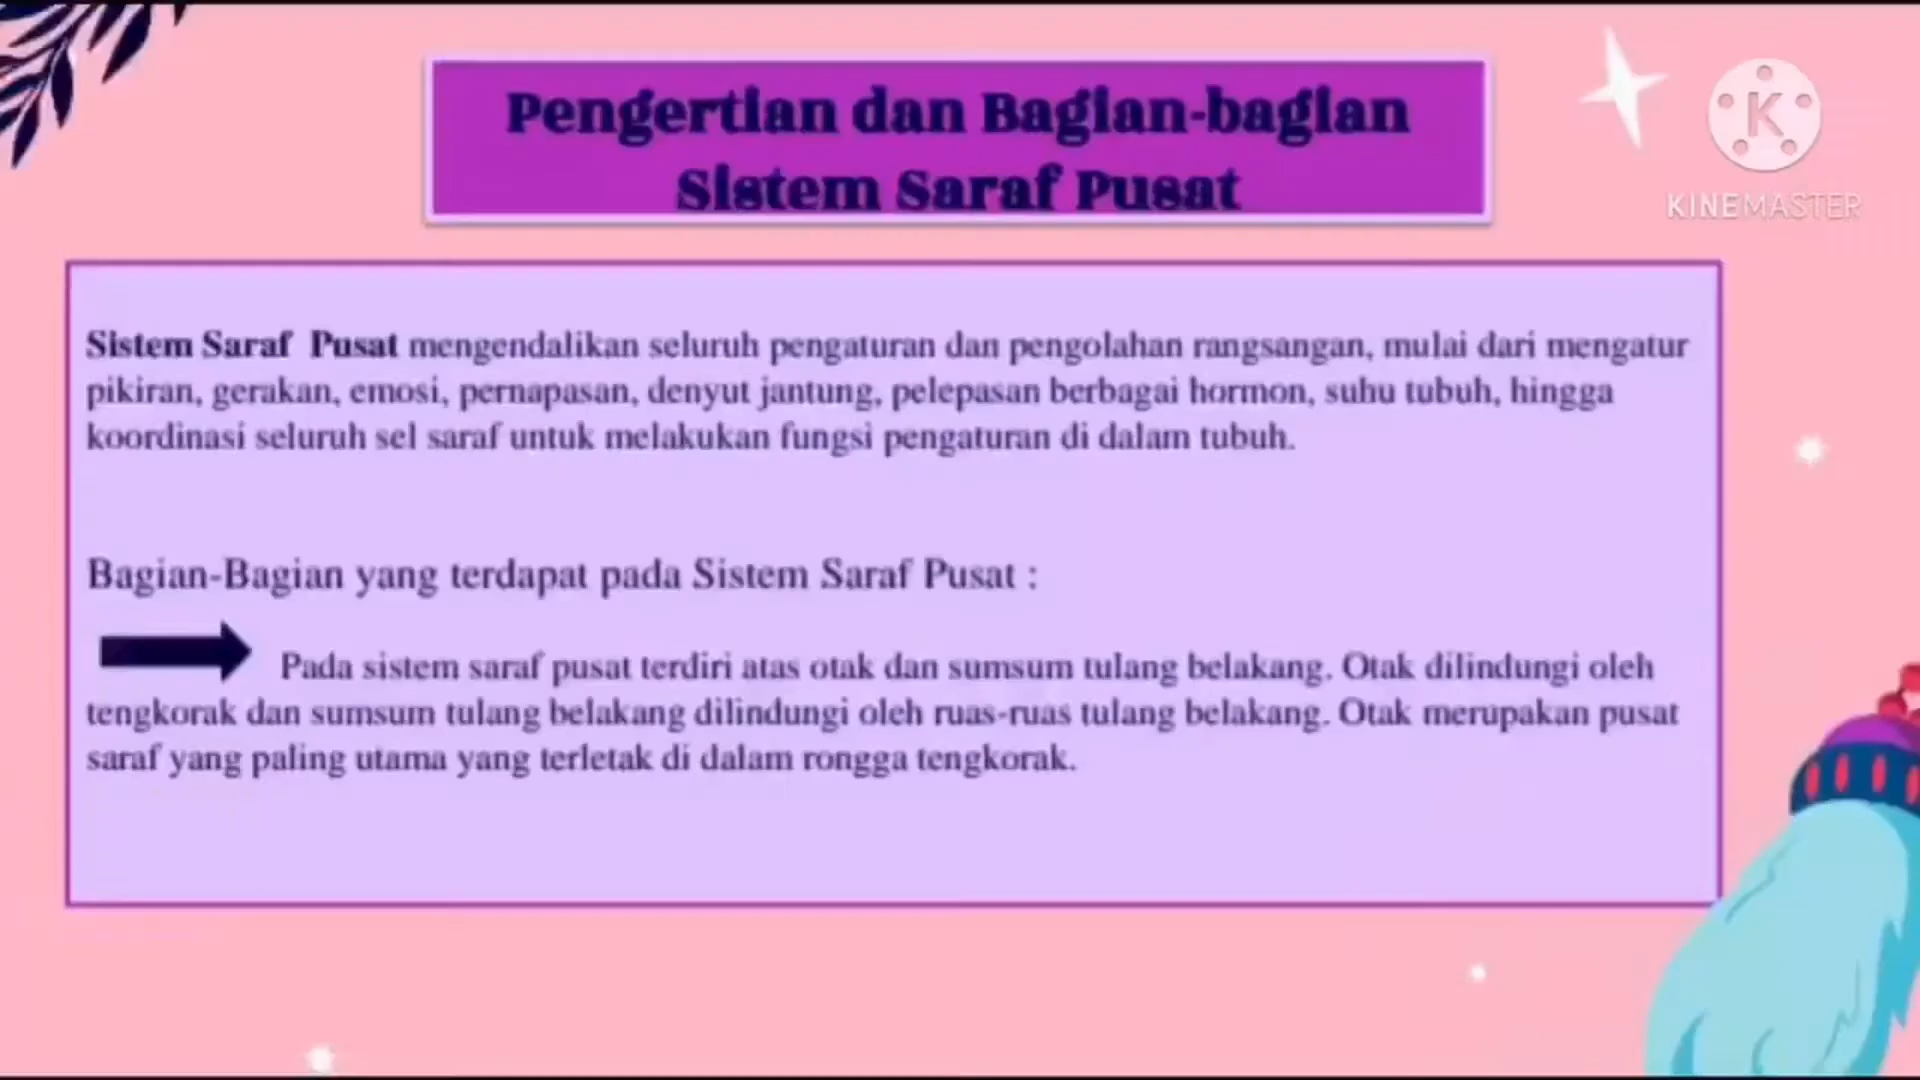 Pengertian dan Bagian-bagian
Sistem Saraf Pusat
K
KINEMASTER
Sistem Saraf Pusat mengendalikan seluruh pengaturan dan pengolahan rangsangan, mulai dari mengatur
pikiran, gerakan, emosi, pernapasan, denyut jantung, pelepasan berbagai hormon, suhu tubuh, hingga
koordinasi seluruh sel saraf untuk melakukan fungsi pengaturan di dalam tubuh.
Bagian-Bagian yang terdapat pada Sistem Saraf Pusat :
Pada sistem saraf pusat terdiri atas otak dan sumsum tulang belakang. Otak dilindungi oleh
tengkorak dan sumsum tulang belakang dilindungi oleh ruas-ruas tulang belakang. Otak merupakan pusat
saraf yang paling utama yang terletak di dalam rongga tengkorak.